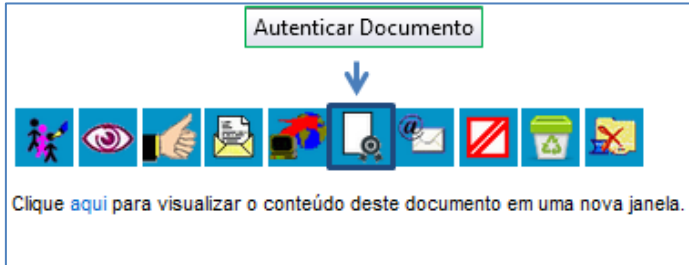 Autenticar Documento
@
Clique aqui para visualizar o conteúdo deste documento em uma nova janela.